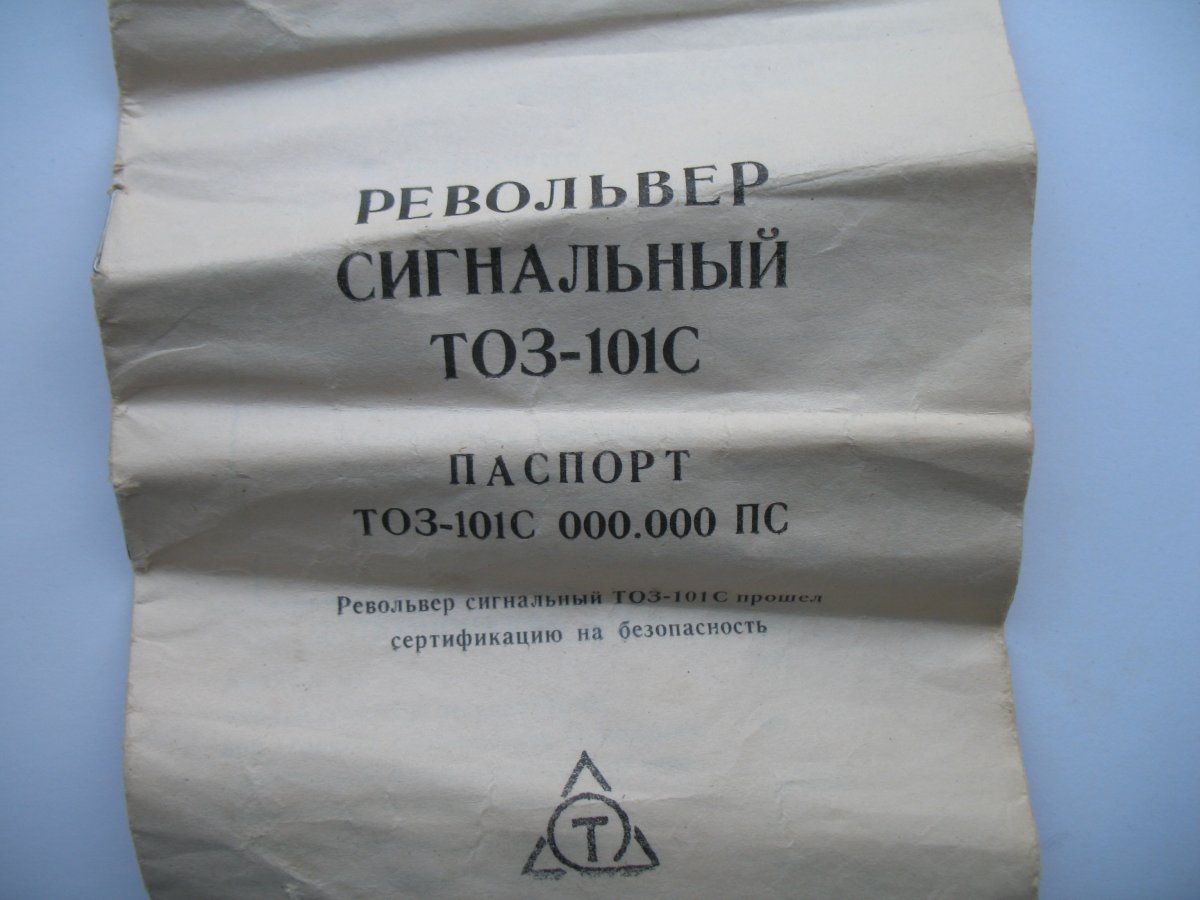 РЕВОЛЬВЕР
СИГНАЛЬНЫЙ
ТОЗ-101С
ПАСПОРТ
ТОЗ-101С 000.000 ПС
Револьвер сигнальный ТОЗ-101С прошел
сертификацию на безопасность
Т